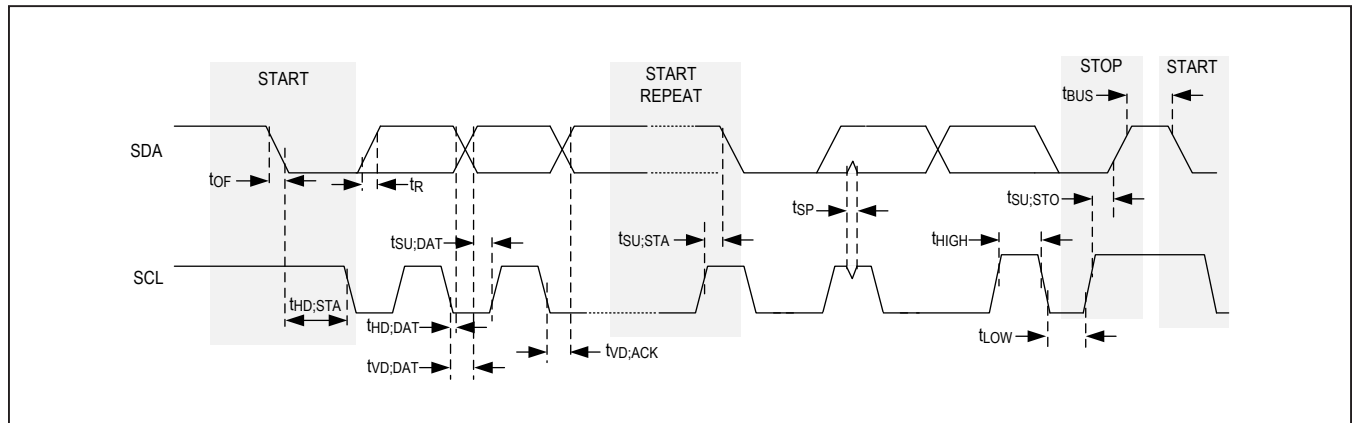 START
START
REPEAT
STOP
START
tBUS
SDA
tOF
tR
tSP
tSU;STO
tSU;DAT
tSU;STA
tHIGH
SCL
tHD;STA
tHD;DAT
tVD;ACK
tLOW
tVD;DAT